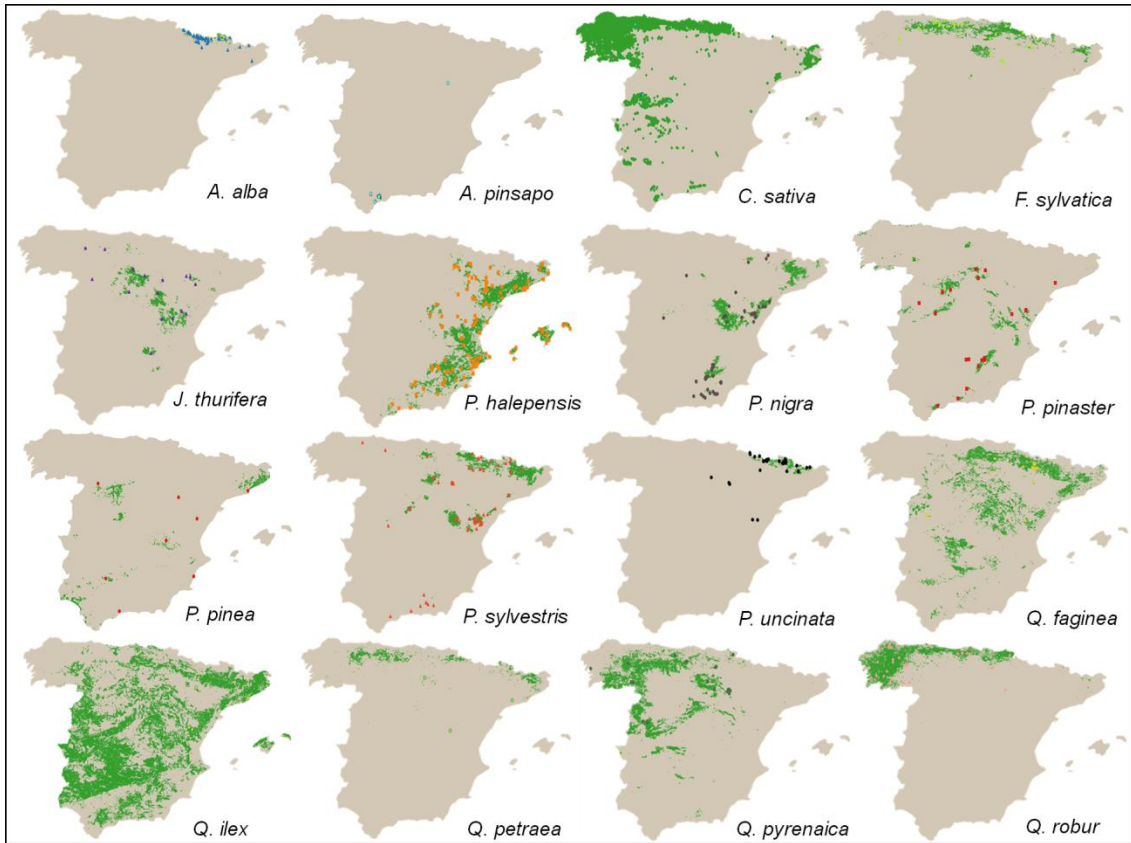 A. alba
A. pinsapo
C. sativa
F. sylvatica
J. thurifera
P. halepensis
P. nigra
P. pinaster
P. pinea
P. sylvestris
P. uncinata
Q. faginea
Q. ilex
Q. petraea
Q. pyrenaica
Q. robur